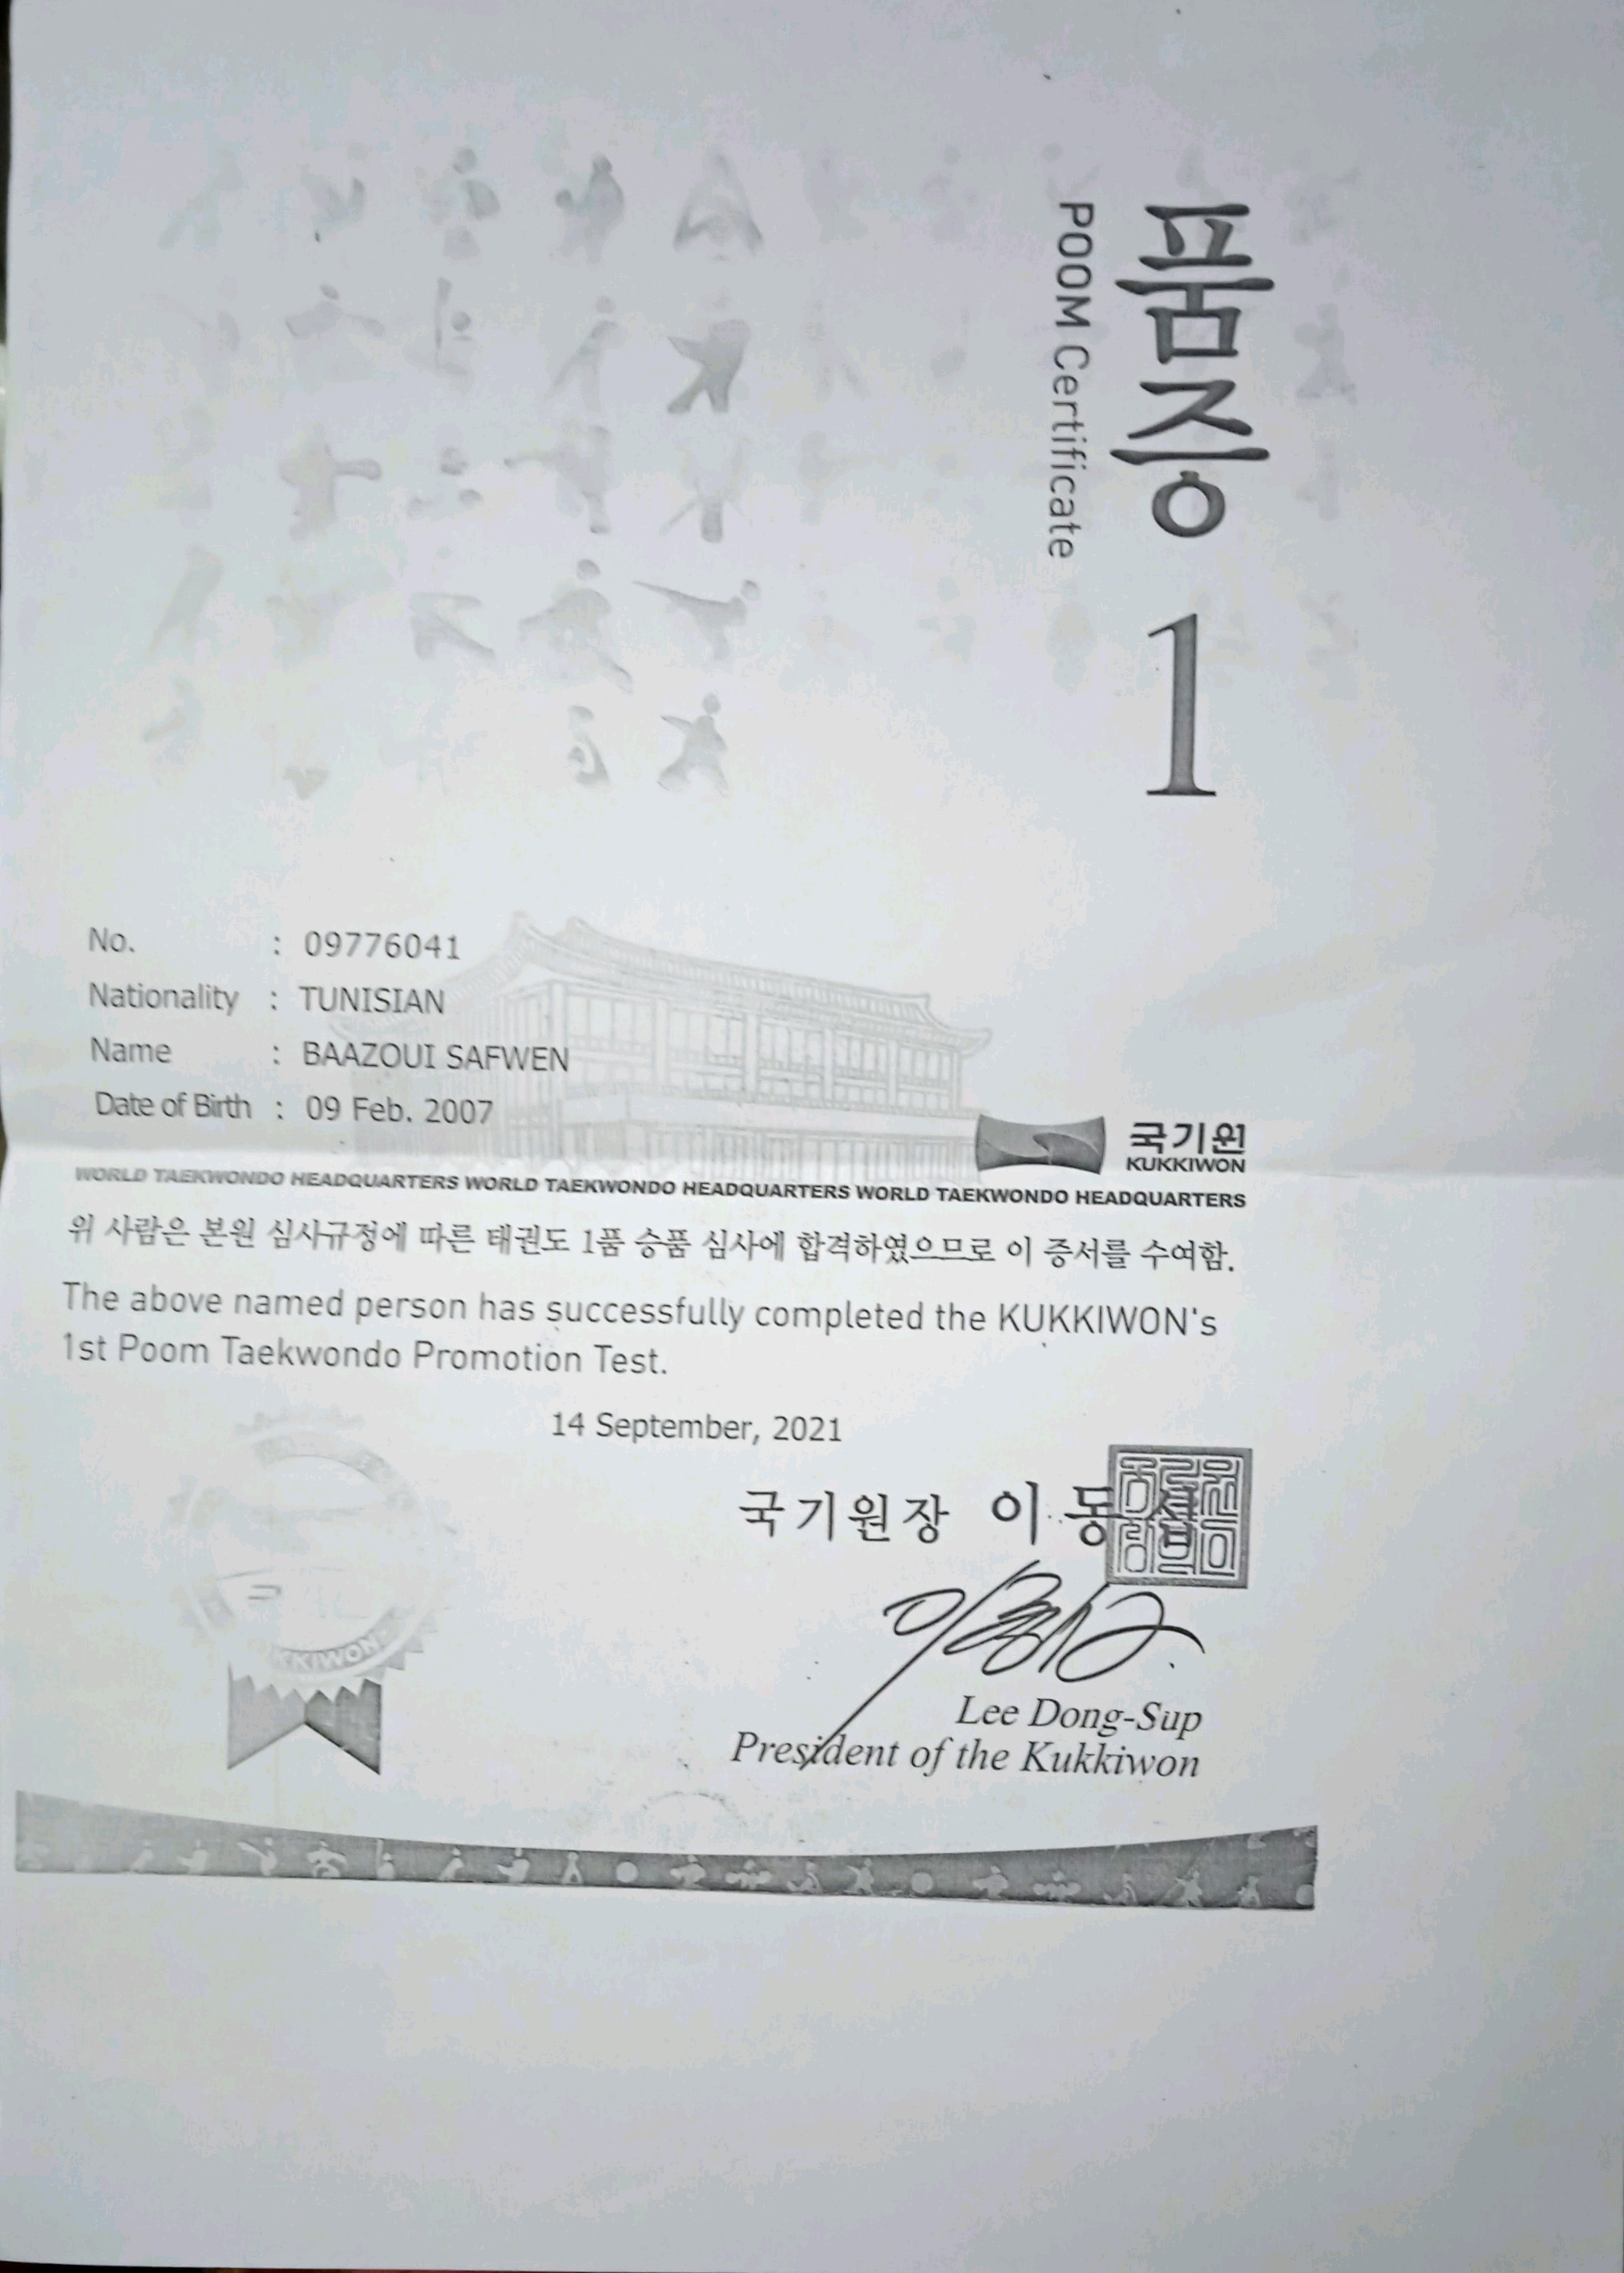 품증 1
POOM Certificate
No. : 09776041
Nationality : TUNISIAN
Name : BAAZOUI SAFWEN
Date of Birth : 09 Feb. 2007
국기원
KUKKIWON
WORLD TAEKWONDO HEADQUARTERS WORLD TAEKWONDO HEADQUARTERS WORLD TAEKWONDO HEADQUARTERS
위 사람은 본원 심사규정에 따른 태권도 1품 승품 심사에 합격하였으므로 이 증서를 수여함.
The above named person has successfully completed the KUKKIWON's
1st Poom Taekwondo Promotion Test.
14 September, 2021
국기원장 이 동 섭
Lee Dong-Sup
President of the Kukkiwon